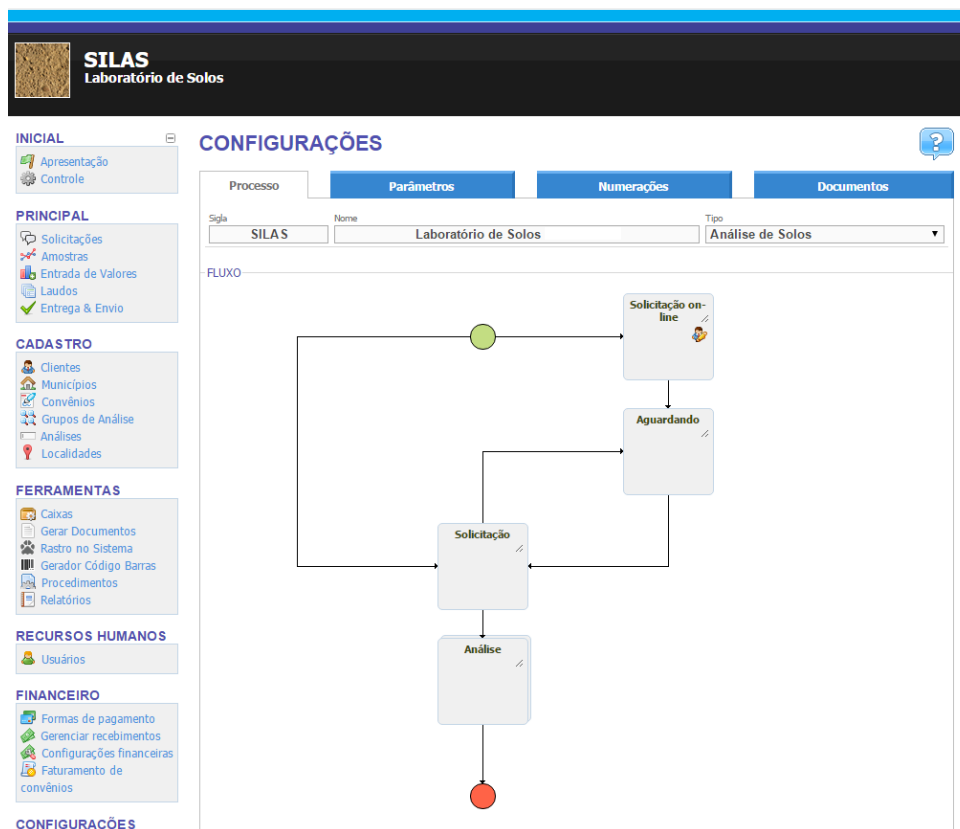 SILAS
Laboratório de Solos
INICIAL
Apresentação
Controle
PRINCIPAL
Solicitações
Amostras
Entrada de Valores
Laudos
Entrega & Envio
CADASTRO
Clientes
Municípios
Convênios
Grupos de Análise
Análises
Localidades
FERRAMENTAS
Caixas
Gerar Documentos
Rastro no Sistema
Gerador Código Barras
Procedimentos
Relatórios
RECURSOS HUMANOS
Usuários
FINANCEIRO
Formas de pagamento
Gerenciar recebimentos
Configurações financeiras
Faturamento de
convênios
CONFIGURAÇÕES
CONFIGURAÇÕES
?
Processo
Parâmetros
Numerações
Documentos
Sigla
Nome
Tipo
SILAS
Laboratório de Solos
Análise de Solos
FLUXO
Solicitação on-
line
Aguardando
Solicitação
Análise